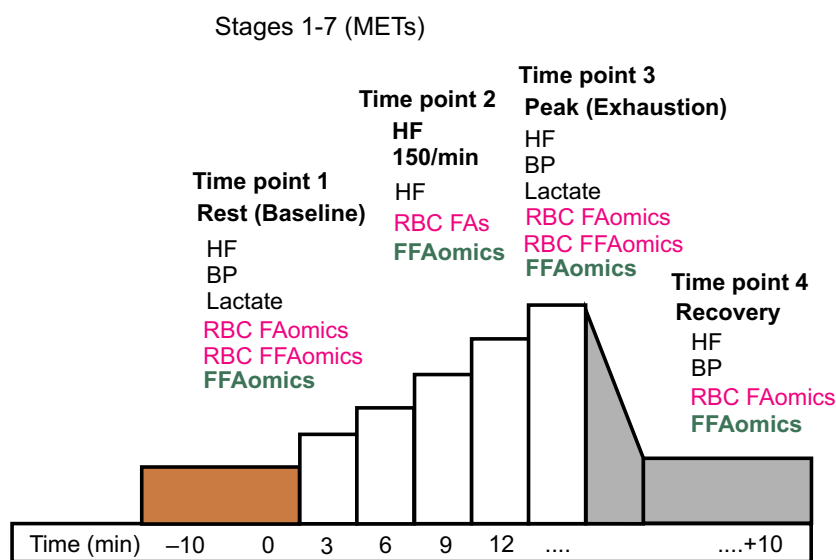 Stages 1-7 (METs)
Time point 1
Rest (Baseline)
HF
BP
Lactate
RBC FAomics
RBC FFAomics
FFAomics
Time point 2
HF
150/min
HF
RBC FAs
FFAomics
Time point 3
Peak (Exhaustion)
HF
BP
Lactate
RBC FAomics
RBC FFAomics
FFAomics
Time point 4
Recovery
HF
BP
RBC FAomics
FFAomics
Time (min) –10 0 3 6 9 12 .... ....+10